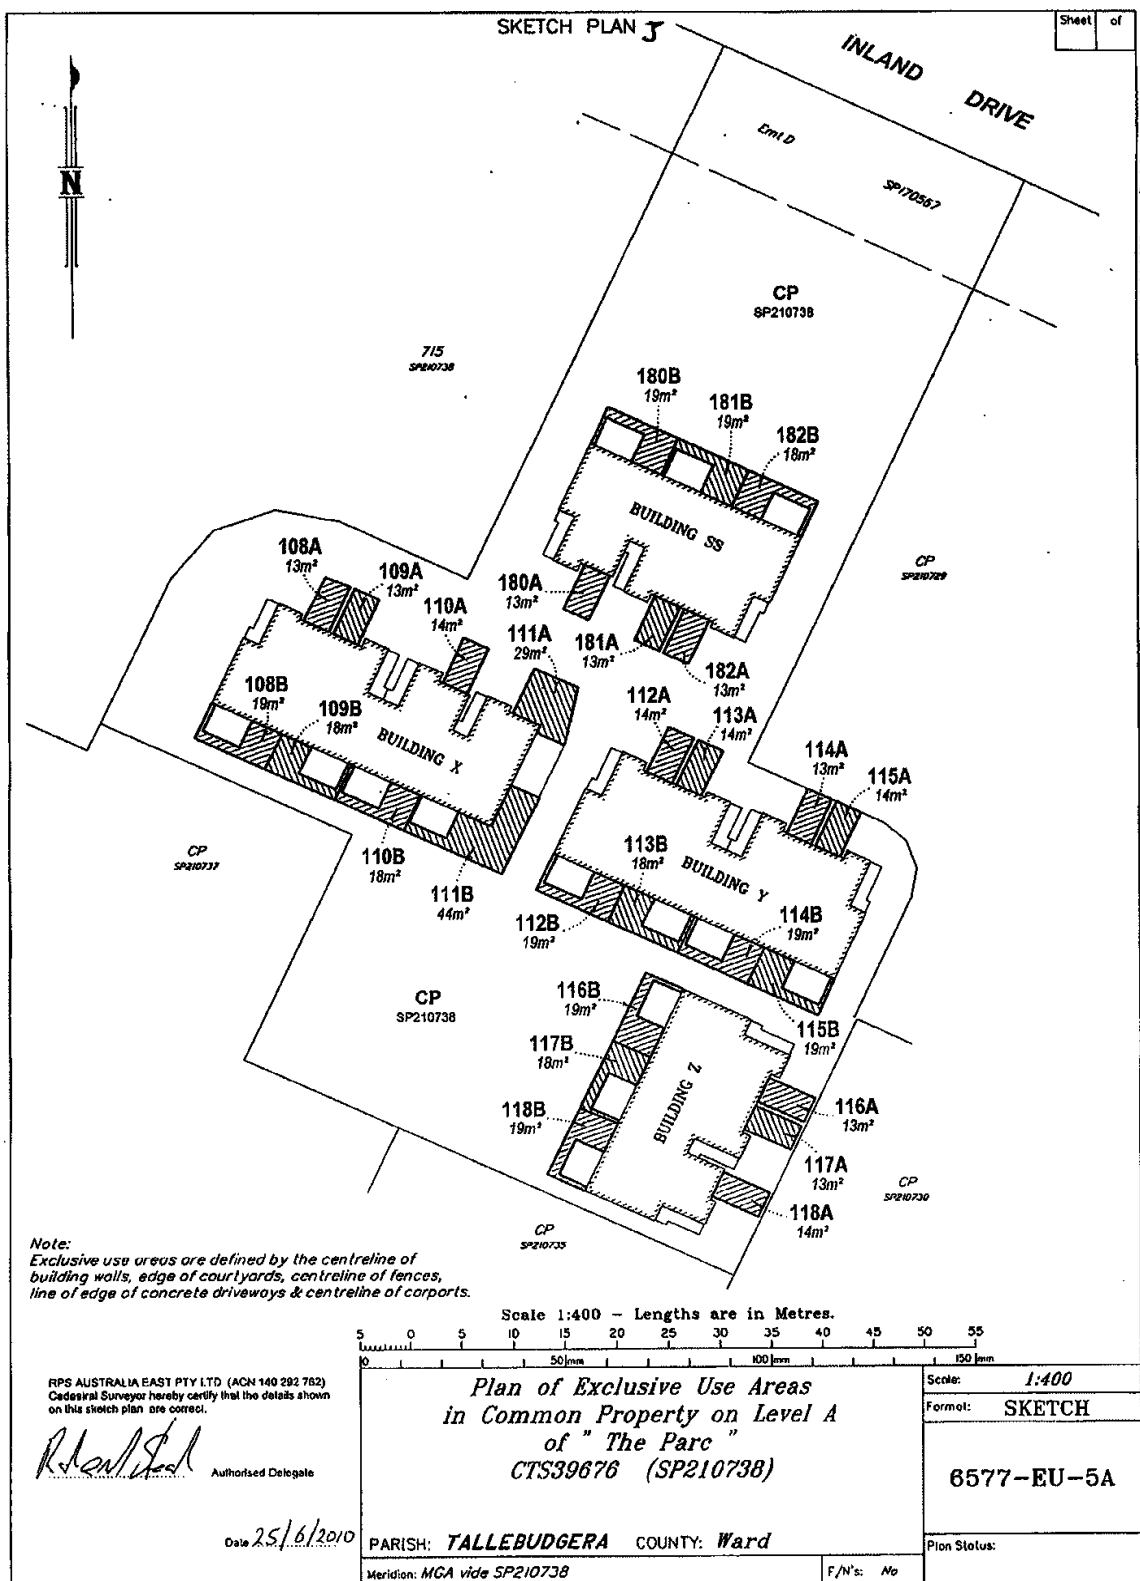 SKETCH PLAN J
Sheet of
INLAND DRIVE
Emt D
SP170567
N
CP
SP210738
715
SP210738
180B
19m²
181B
19m²
182B
18m²
BUILDING SS
CP
SP210729
108A
13m²
109A
13m²
110A
14m²
111A
29m²
180A
13m²
181A
13m²
182A
13m²
108B
19m²
109B
18m²
BUILDING X
112A
14m²
113A
14m²
114A
13m²
115A
14m²
CP
SP210737
110B
18m²
111B
44m²
113B
18m²
BUILDING Y
112B
19m²
114B
19m²
CP
SP210738
116B
19m²
115B
19m²
117B
18m²
BUILDING Z
118B
19m²
116A
13m²
117A
13m²
118A
14m²
CP
SP210730
CP
SP210735
Note:
Exclusive use areas are defined by the centreline of
building walls, edge of courtyards, centreline of fences,
line of edge of concrete driveways & centreline of carports.
Scale 1:400 – Lengths are in Metres.
5 0 5 10 15 20 25 30 35 40 45 50 55
0 50mm 100mm 150mm
RPS AUSTRALIA EAST PTY LTD (ACN 140 292 762)
Cadastral Surveyor hereby certify that the details shown
on this sketch plan are correct.
Authorised Delegate
Date 25/6/2010
Plan of Exclusive Use Areas
in Common Property on Level A
of " The Parc "
CTS39676 (SP210738)
PARISH: TALLEBUDGERA COUNTY: Ward
Meridian: MGA vide SP210738
F/N's: No
Scale: 1:400
Format: SKETCH
6577-EU-5A
Plan Status: